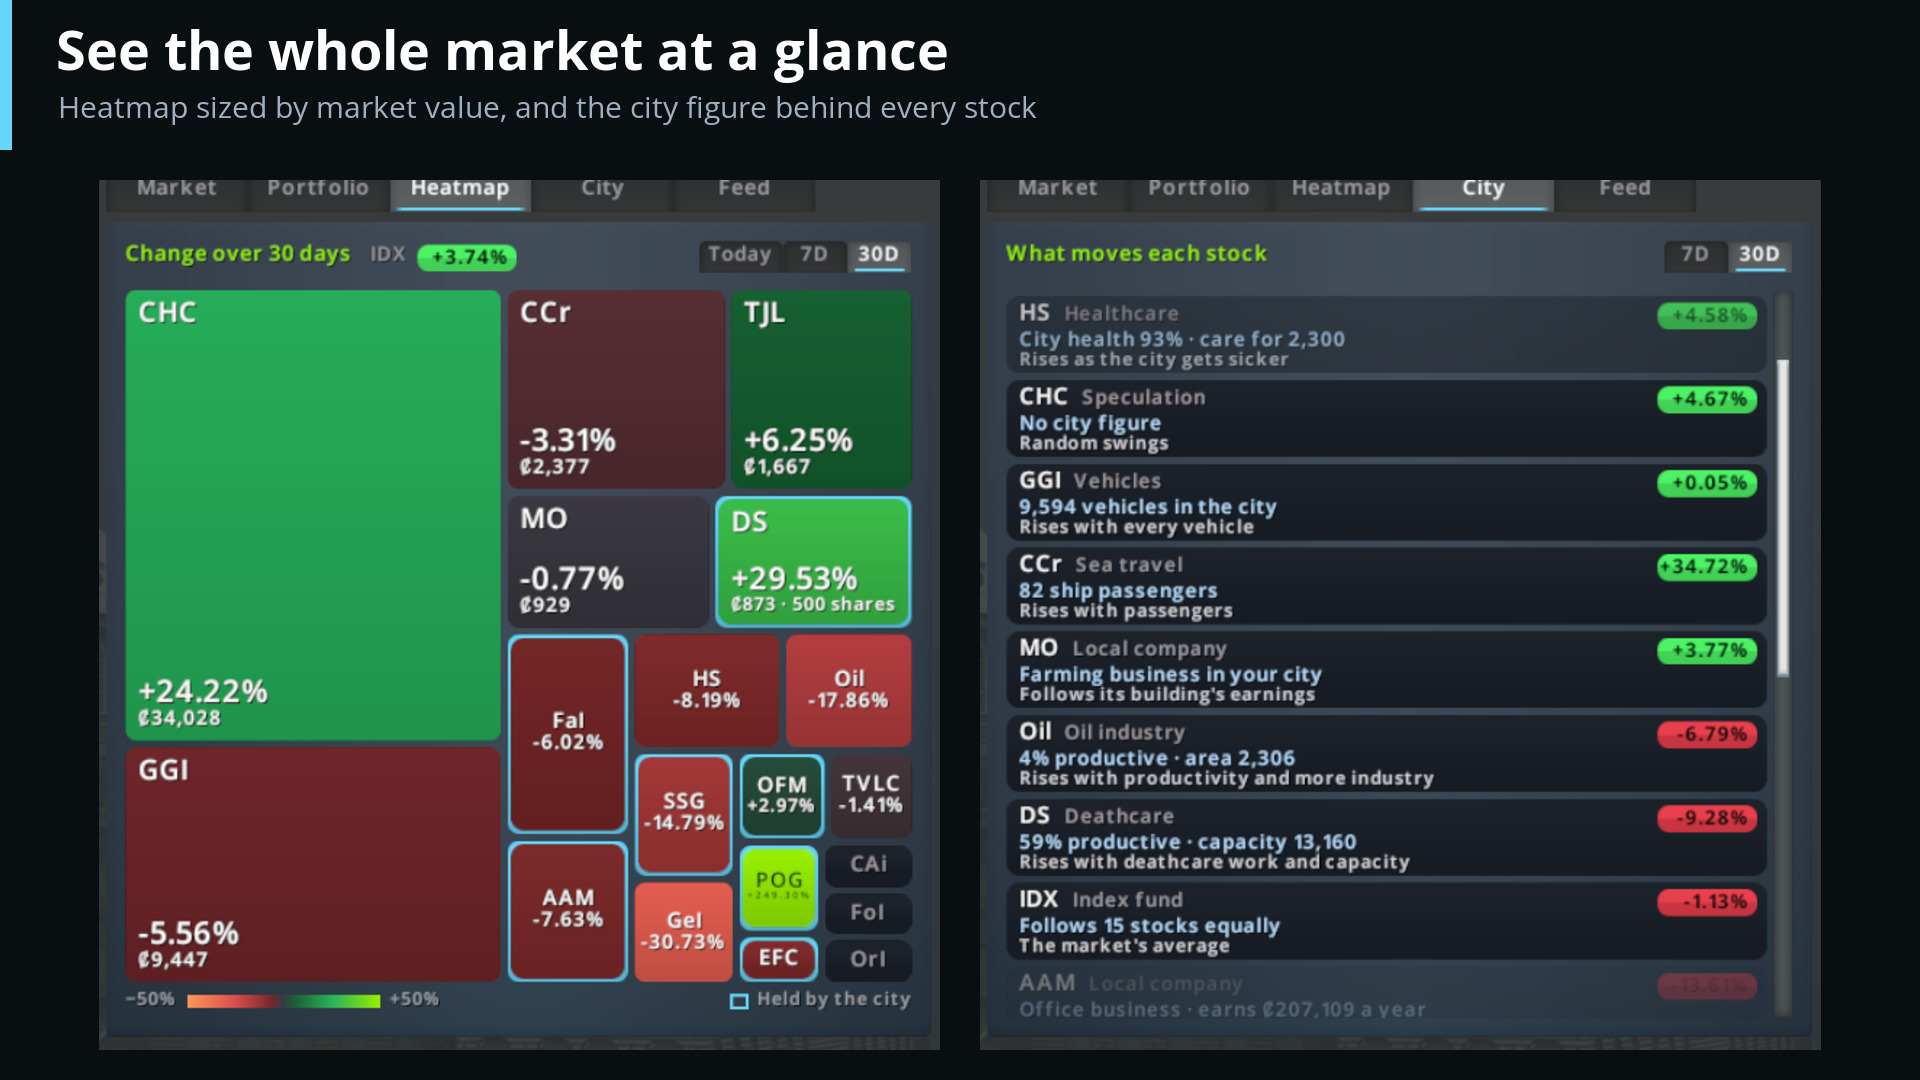 See the whole market at a glance
Heatmap sized by market value, and the city figure behind every stock
Market Portfolio Heatmap City Feed
Change over 30 days IDX +3.74% Today 7D 30D
CHC
+24.22%
₡34,028
GGI
-5.56%
₡9,447
CCr
-3.31%
₡2,377
TJL
+6.25%
₡1,667
MO
-0.77%
₡929
DS
+29.53%
₡873 · 500 shares
Fal
-6.02%
HS
-8.19%
Oil
-17.86%
SSG
-14.79%
OFM
+2.97%
TVLC
-1.41%
AAM
-7.63%
Gel
-30.73%
POG
+249.30%
EFC
CAi
Fol
Orl
−50% +50%
Held by the city
Market Portfolio Heatmap City Feed
What moves each stock 7D 30D
HS Healthcare +4.58%
City health 93% · care for 2,300
Rises as the city gets sicker
CHC Speculation +4.67%
No city figure
Random swings
GGI Vehicles +0.05%
9,594 vehicles in the city
Rises with every vehicle
CCr Sea travel +34.72%
82 ship passengers
Rises with passengers
MO Local company +3.77%
Farming business in your city
Follows its building's earnings
Oil Oil industry -6.79%
4% productive · area 2,306
Rises with productivity and more industry
DS Deathcare -9.28%
59% productive · capacity 13,160
Rises with deathcare work and capacity
IDX Index fund -1.13%
Follows 15 stocks equally
The market's average
AAM Local company -13.61%
Office business · earns ₡207,109 a year